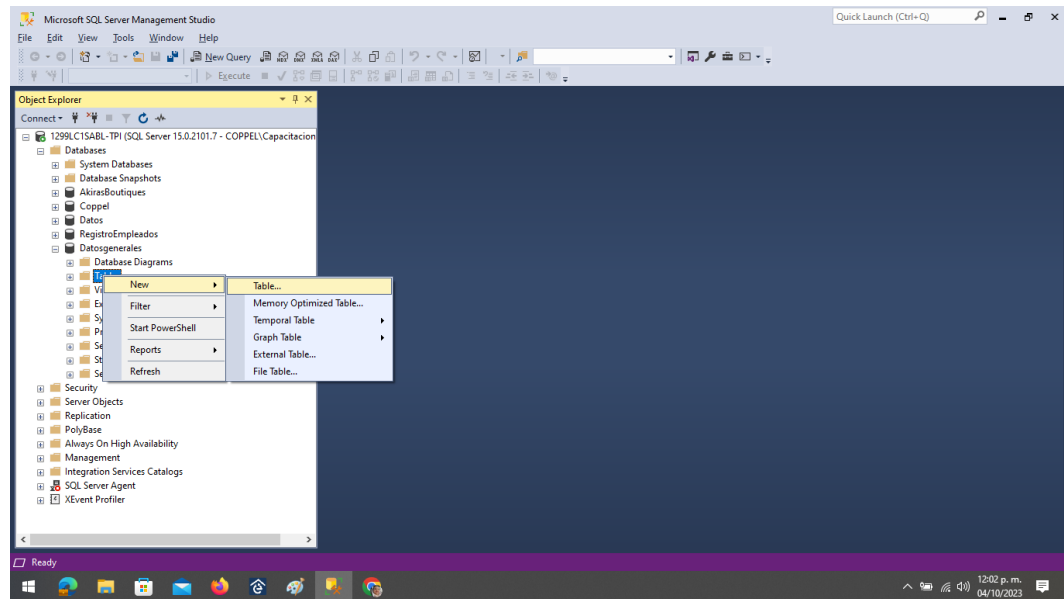 Microsoft SQL Server Management Studio
Quick Launch (Ctrl+Q)
File Edit View Tools Window Help
New Query
Execute
Object Explorer
Connect
1299LC1SABL-TPI (SQL Server 15.0.2101.7 - COPPEL\Capacitacion
Databases
System Databases
Database Snapshots
AkirasBoutiques
Coppel
Datos
RegistroEmpleados
Datosgenerales
Database Diagrams
New
Filter
Start PowerShell
Reports
Refresh
Table...
Memory Optimized Table...
Temporal Table
Graph Table
External Table...
File Table...
Security
Server Objects
Replication
PolyBase
Always On High Availability
Management
Integration Services Catalogs
SQL Server Agent
XEvent Profiler
Ready
12:02 p. m.
04/10/2023